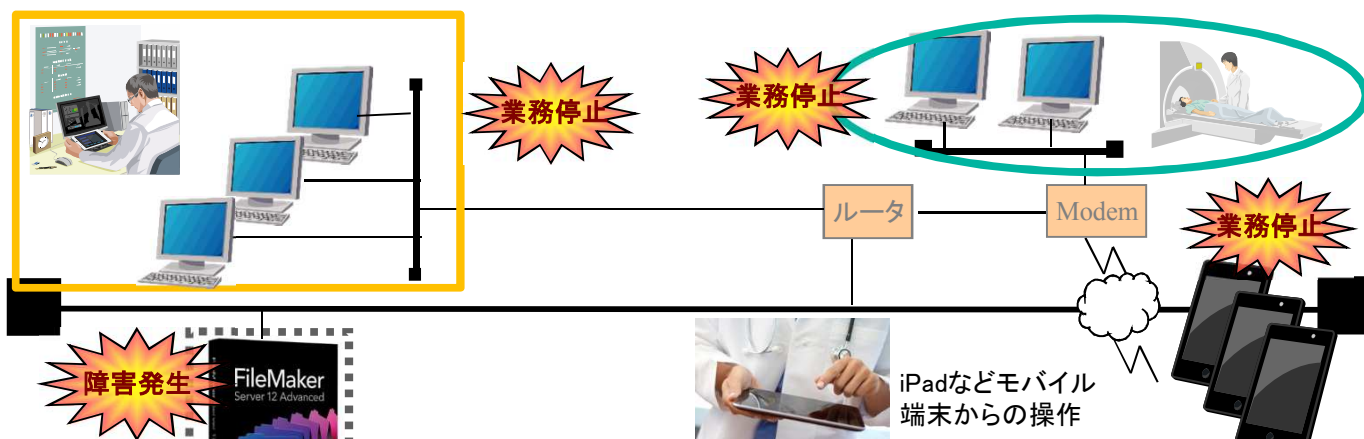 業務停止
業務停止
ルータ
Modem
業務停止
障害発生
FileMaker
Server 12 Advanced
iPadなどモバイル
端末からの操作